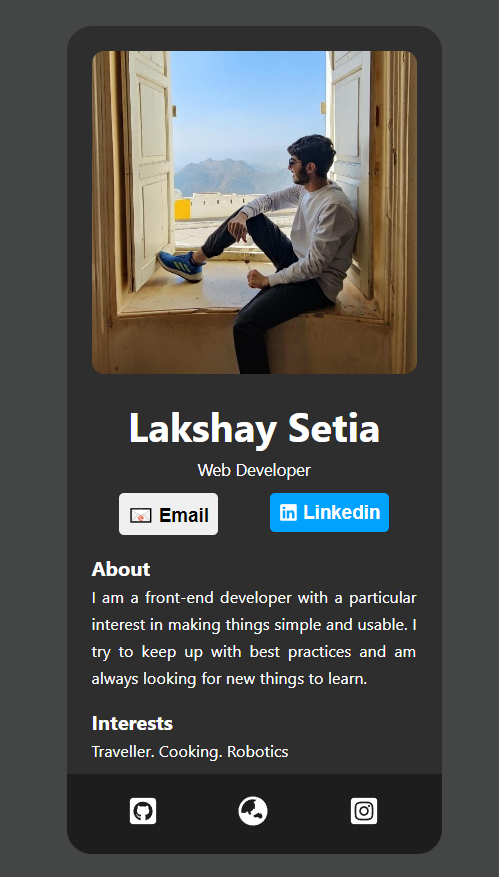 Lakshay Setia
Web Developer
Email
Linkedin
About
I am a front-end developer with a particular
interest in making things simple and usable. I
try to keep up with best practices and am
always looking for new things to learn.
Interests
Traveller. Cooking. Robotics